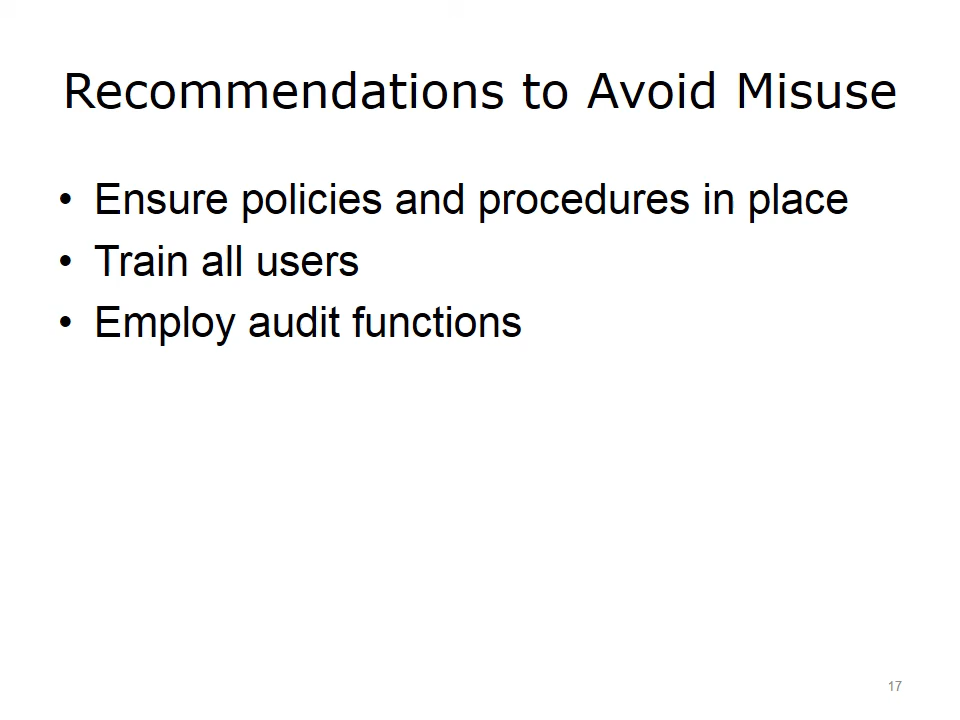 Recommendations to Avoid Misuse
• Ensure policies and procedures in place
• Train all users
• Employ audit functions
17